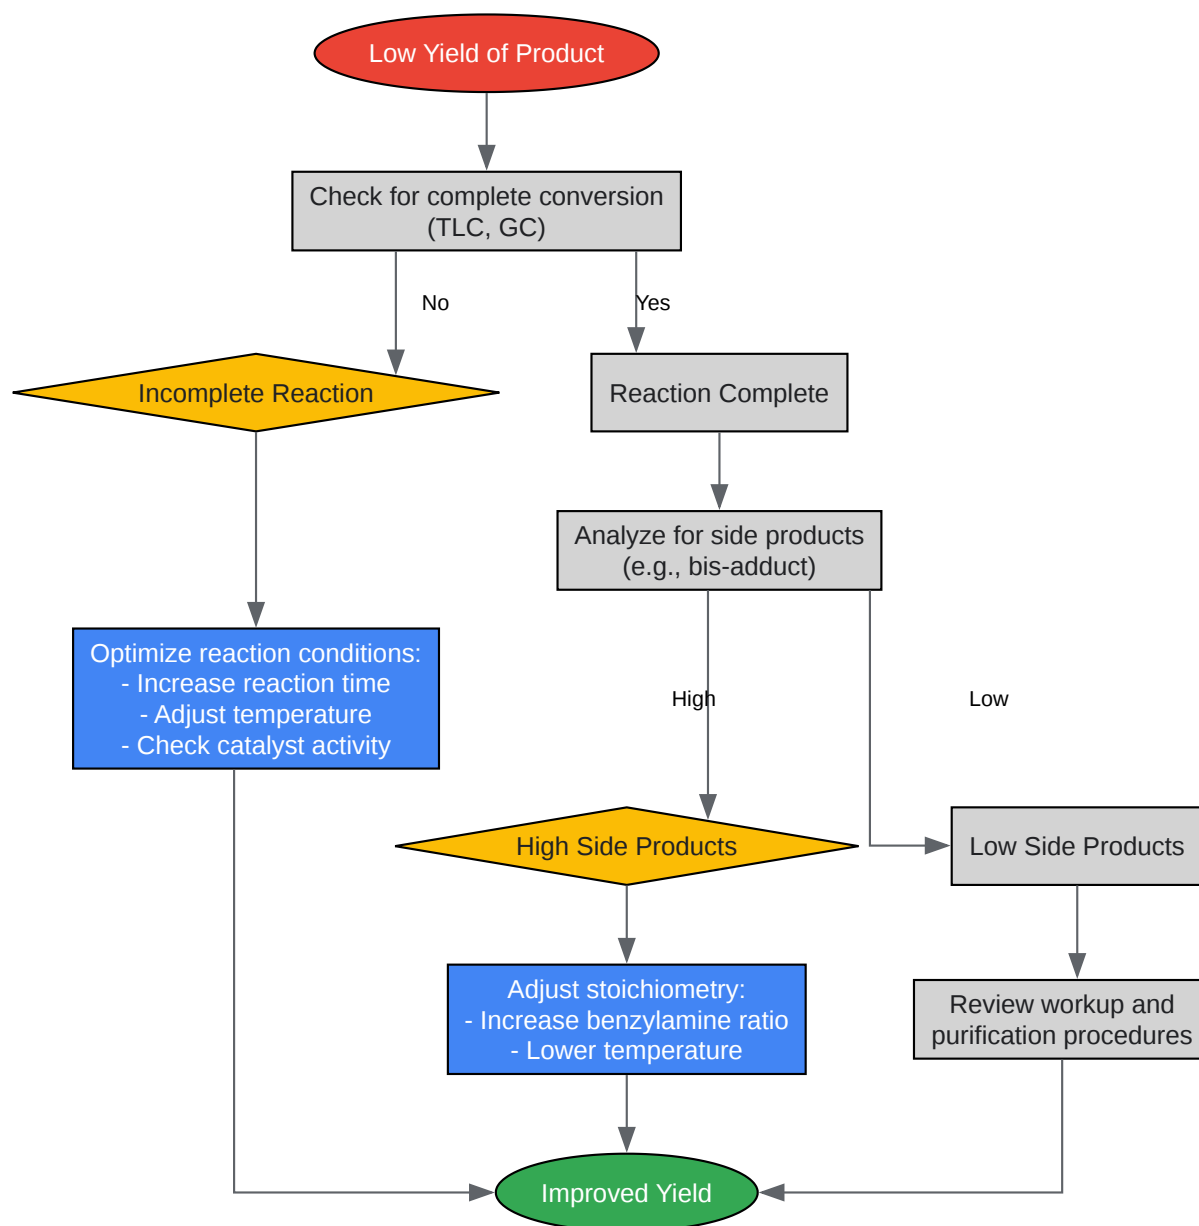 Low Yield of Product
Check for complete conversion
(TLC, GC)
No
Yes
Incomplete Reaction
Reaction Complete
Analyze for side products
(e.g., bis-adduct)
Optimize reaction conditions:
- Increase reaction time
- Adjust temperature
- Check catalyst activity
High
Low
High Side Products
Low Side Products
Adjust stoichiometry:
- Increase benzylamine ratio
- Lower temperature
Review workup and
purification procedures
Improved Yield